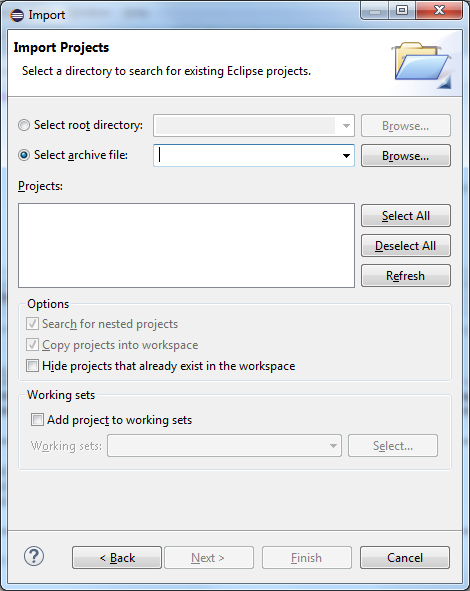 Import
Import Projects
Select a directory to search for existing Eclipse projects.
Select root directory:
Browse...
Select archive file:
Browse...
Projects:
Select All
Deselect All
Refresh
Options
Search for nested projects
Copy projects into workspace
Hide projects that already exist in the workspace
Working sets
Add project to working sets
Working sets:
Select...
?
< Back
Next >
Finish
Cancel